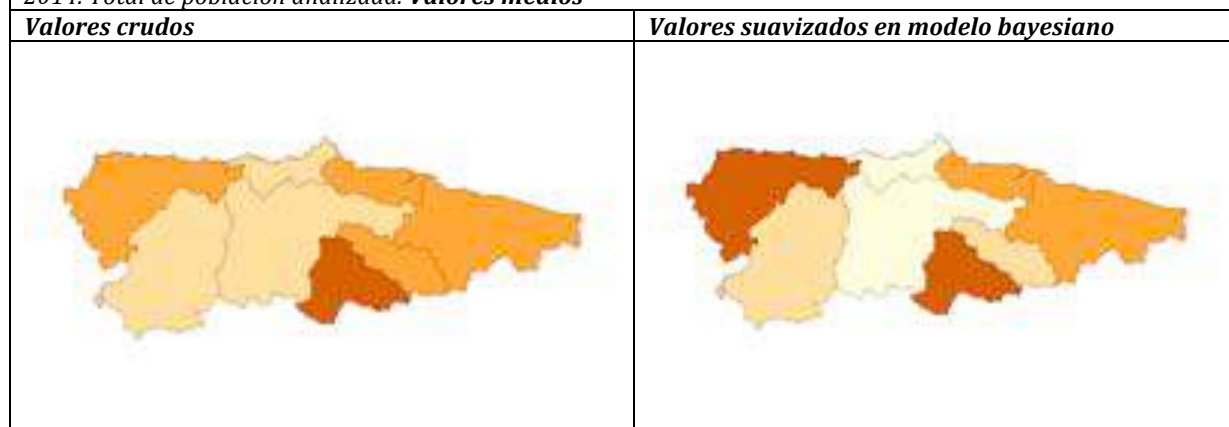 2014. Total de población analizada. Valores medios
Valores crudos
Valores suavizados en modelo bayesiano